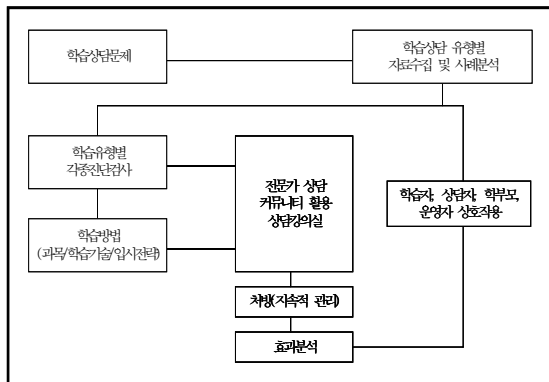 학습상담문제
학습상담 유형별
자료수집 및 사례분석
학습유형별
각종진단검사
전문가 상담
커뮤니티 활용
상담강의실
학습자, 상담자, 학부모,
운영자 상호작용
학습방법
(과목/학습기술/입시전략)
처방(지속적 관리)
효과분석